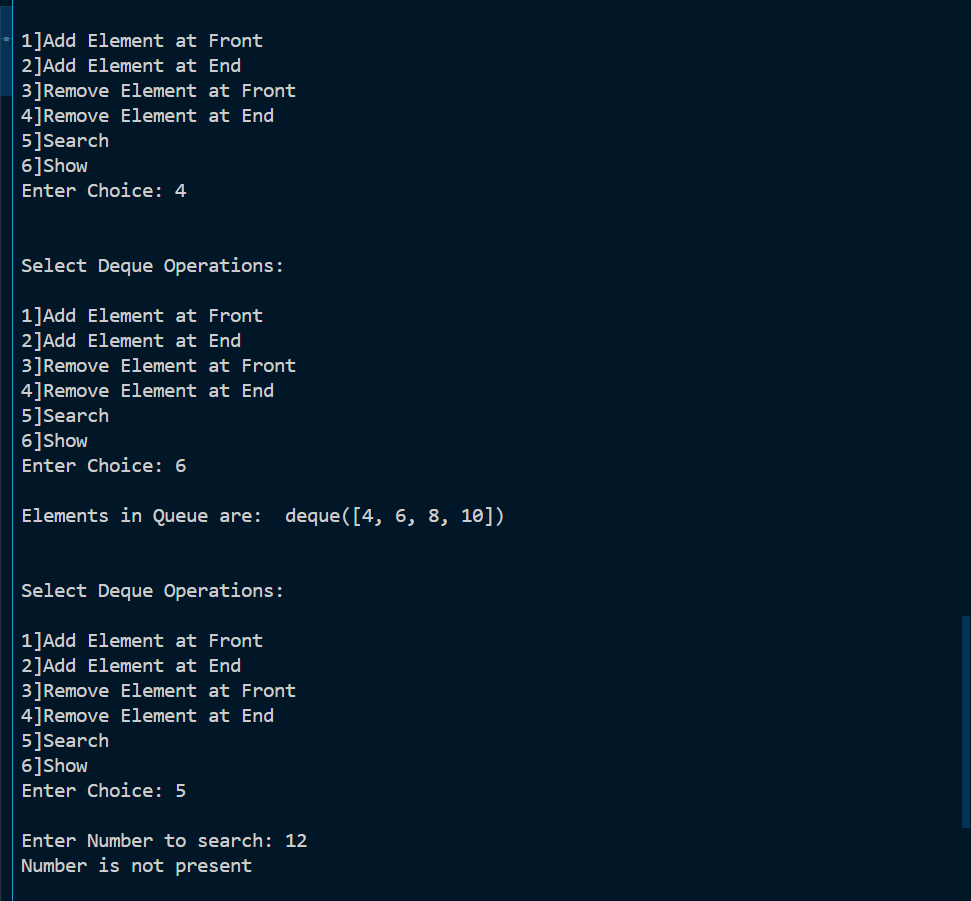 1]Add Element at Front
2]Add Element at End
3]Remove Element at Front
4]Remove Element at End
5]Search
6]Show
Enter Choice: 4
Select Deque Operations:
1]Add Element at Front
2]Add Element at End
3]Remove Element at Front
4]Remove Element at End
5]Search
6]Show
Enter Choice: 6
Elements in Queue are:  deque([4, 6, 8, 10])
Select Deque Operations:
1]Add Element at Front
2]Add Element at End
3]Remove Element at Front
4]Remove Element at End
5]Search
6]Show
Enter Choice: 5
Enter Number to search: 12
Number is not present